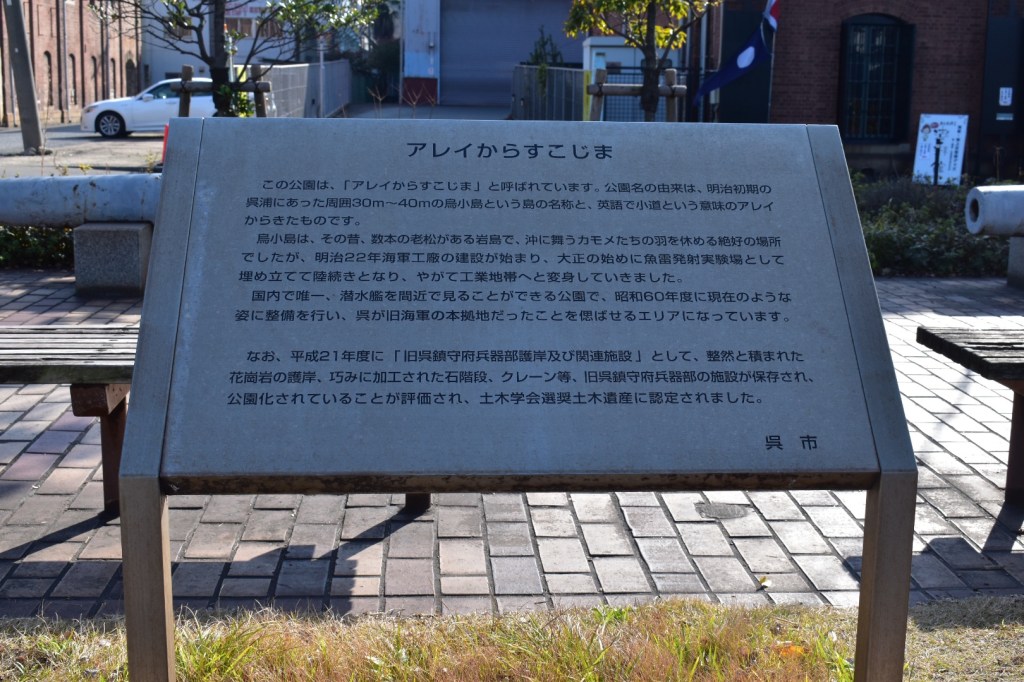 アレイからすこじま
この公園は、「アレイからすこじま」と呼ばれています。公園名の由来は、明治初期の
呉浦にあった周囲30m～40mの烏小島という島の名称と、英語で小道という意味のアレイ
からきたものです。
烏小島は、その昔、数本の老松がある岩島で、沖に舞うカモメたちの羽を休める絶好の場所
でしたが、明治22年海軍工廠の建設が始まり、大正の始めに魚雷発射実験場として
埋め立てて陸続きとなり、やがて工業地帯へと変身していきました。
国内で唯一、潜水艦を間近で見ることができる公園で、昭和60年度に現在のような
姿に整備を行い、呉が旧海軍の本拠地だったことを偲ばせるエリアになっています。
なお、平成21年度に「旧呉鎮守府兵器部護岸及び関連施設」として、整然と積まれた
花崗岩の護岸、巧みに加工された石階段、クレーン等、旧呉鎮守府兵器部の施設が保存され、
公園化されていることが評価され、土木学会選奨土木遺産に認定されました。
呉市